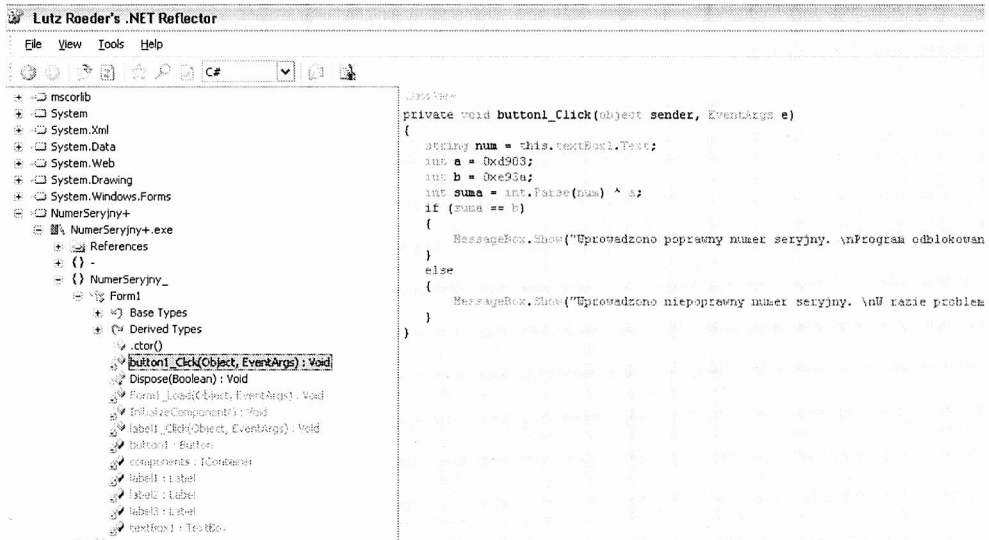 Lutz Roeder's .NET Reflector
File View Tools Help
C#
mscorlib
System
System.Xml
System.Data
System.Web
System.Drawing
System.Windows.Forms
NumerSeryjny+
NumerSeryjny+.exe
References
{ } -
{ } NumerSeryjny_
Form1
Base Types
Derived Types
.ctor()
button1_Click(Object, EventArgs) : Void
Dispose(Boolean) : Void
Form1_Load(Object, EventArgs) : Void
InitializeComponent() : Void
label1_Click(Object, EventArgs) : Void
button1 : Button
components : IContainer
label1 : Label
label2 : Label
label3 : Label
textBox1 : TextBox
private void button1_Click(object sender, EventArgs e)
{
string num = this.textBox1.Text;
int a = 0xd903;
int b = 0xe93a;
int suma = int.Parse(num) ^ a;
if (suma == b)
{
MessageBox.Show("Wprowadzono poprawny numer seryjny. \nProgram odblokowan
}
else
{
MessageBox.Show("Wprowadzono niepoprawny numer seryjny. \nW razie problem
}
}